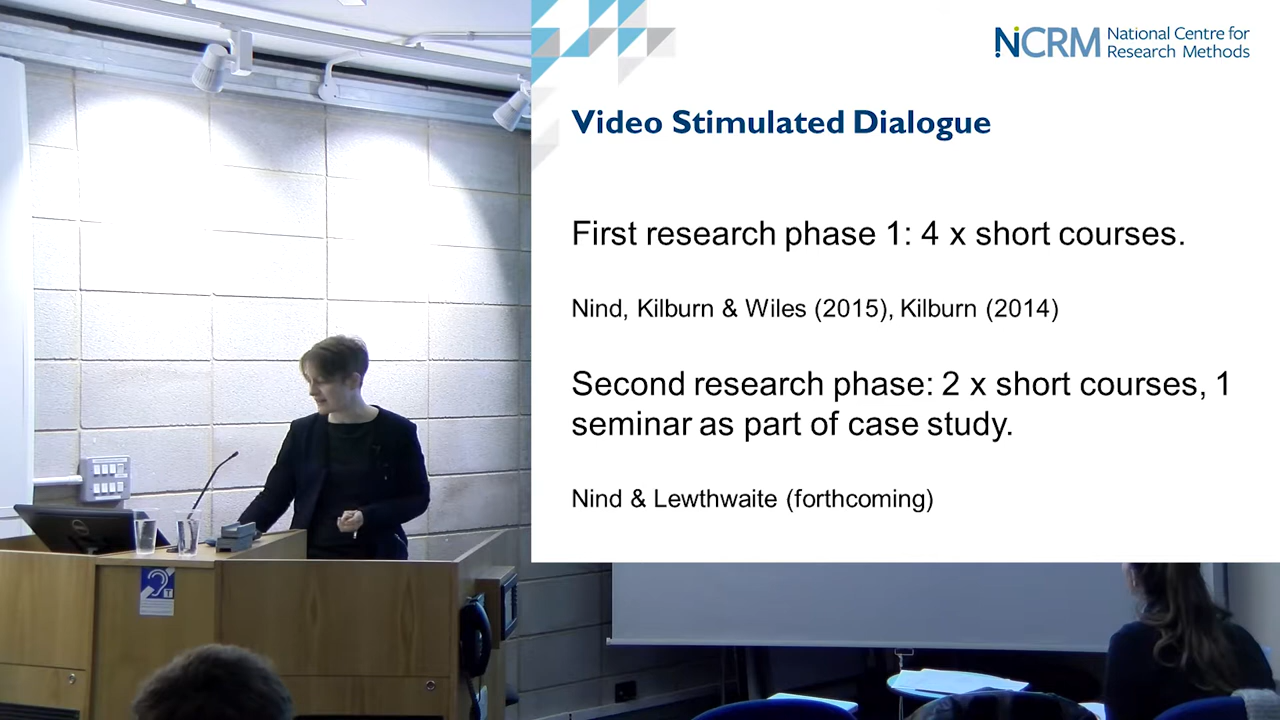 NCRM National Centre for
Research Methods
Video Stimulated Dialogue
First research phase 1: 4 x short courses.
Nind, Kilburn & Wiles (2015), Kilburn (2014)
Second research phase: 2 x short courses, 1
seminar as part of case study.
Nind & Lewthwaite (forthcoming)
DELL
T